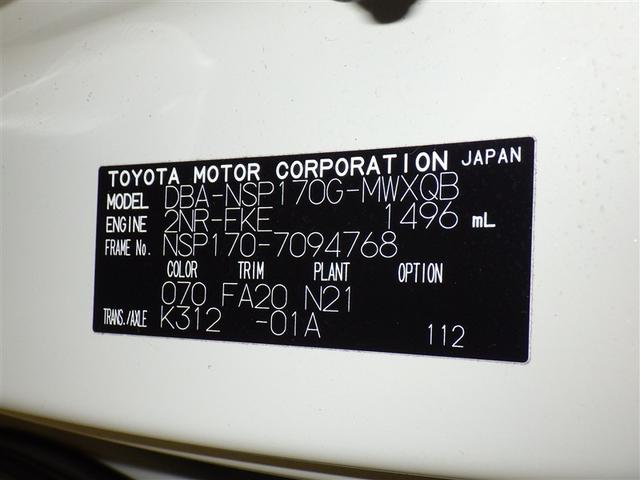 TOYOTA MOTOR CORPORATION JAPAN
MODEL DBA-NSP170G-MWXQB
ENGINE 2NR-FKE 1496 mL
FRAME No. NSP170-7094768
COLOR TRIM PLANT OPTION
070 FA20 N21
TRANS./AXLE K312 -01A
112